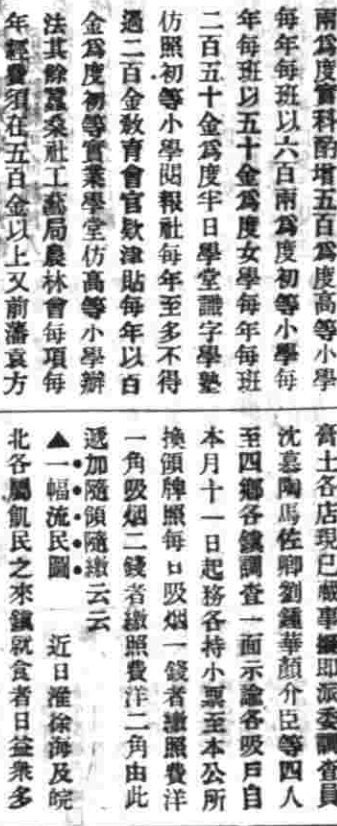 兩爲度實科酌增五百爲度高等小學
每年每班以六百兩爲度初等小學每
年每班以五十金爲度女學每年每班
二百五十金爲度半日學堂識字學塾
仿照初等小學閱報社每年至多不得
過二百金敎育會官欵津貼每年以百
金爲度初等實業學堂仿高等小學辦
法其餘蠶桑社工藝局農林會每項每
年經費須在五百金以上又前藩袁方
膏土各店現已蕆事擬即派委調查員
沈慕陶馬佐卿劉鍾華顏介臣等四人
至四鄉各鎭調查一面示諭各吸戶自
本月十一日起務各持小票至本公所
換領牌照每日吸烟一錢者繳照費洋
一角吸烟二錢者繳照費洋二角由此
遞加隨領隨繳云云
▲一幅流民圖 近日淮徐海及皖
北各屬飢民之來鎭就食者日益衆多